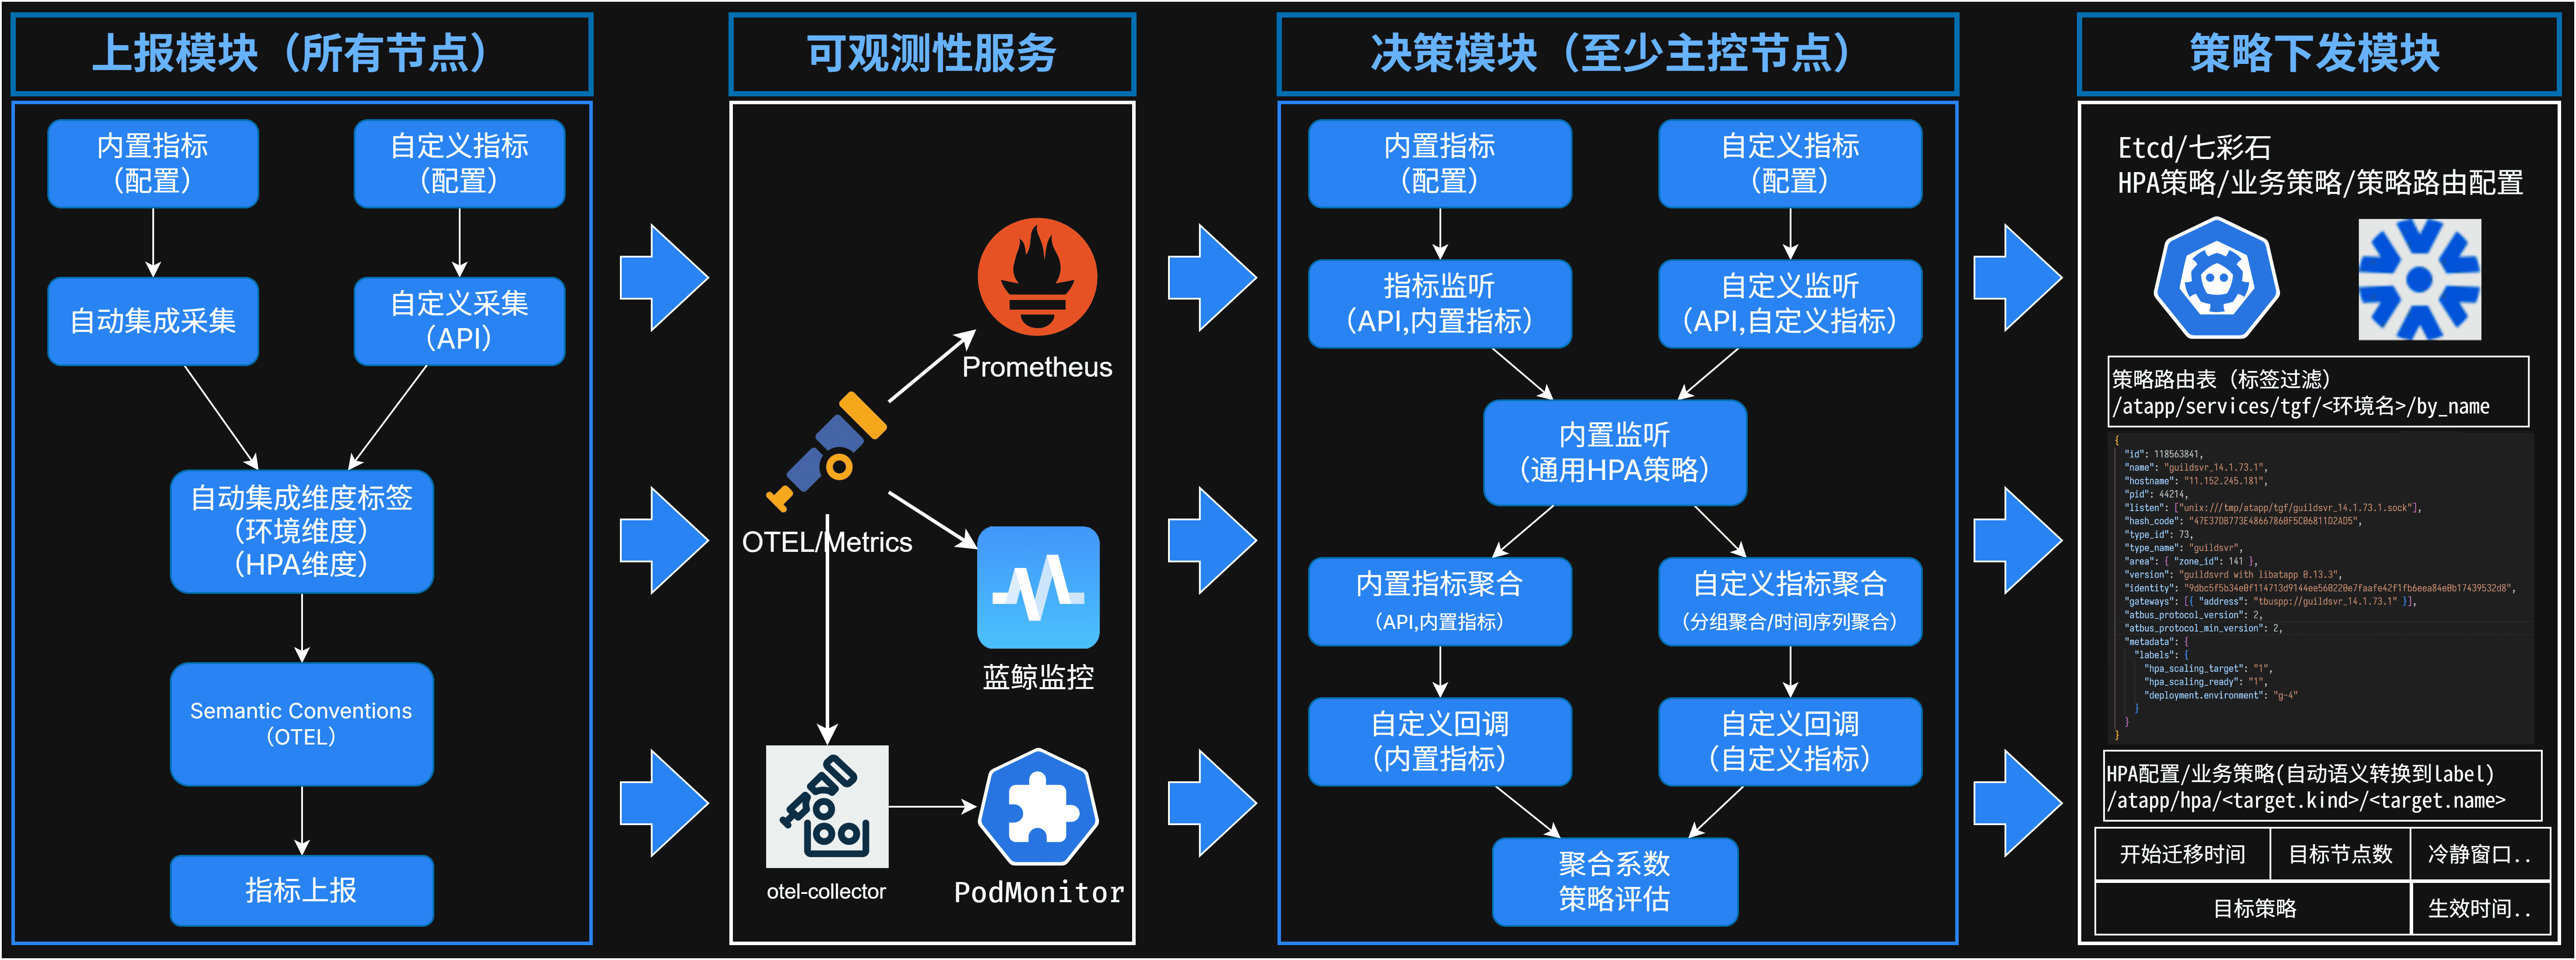 上报模块（所有节点）
内置指标
（配置）
自定义指标
（配置）
自动集成采集
自定义采集
（API）
自动集成维度标签
（环境维度）
（HPA维度）
Semantic Conventions
（OTEL）
指标上报
可观测性服务
Prometheus
OTEL/Metrics
蓝鲸监控
otel-collector
PodMonitor
决策模块（至少主控节点）
内置指标
（配置）
自定义指标
（配置）
指标监听
（API,内置指标）
自定义监听
（API,自定义指标）
内置监听
（通用HPA策略）
内置指标聚合
（API,内置指标）
自定义指标聚合
（分组聚合/时间序列聚合）
自定义回调
（内置指标）
自定义回调
（自定义指标）
聚合系数
策略评估
策略下发模块
Etcd/七彩石
HPA策略/业务策略/策略路由配置
策略路由表（标签过滤）
/atapp/services/tgf/<环境名>/by_name
{
"id": 118563841,
"name": "guildsvr_14.1.73.1",
"hostname": "11.152.245.181",
"pid": 44214,
"listen": ["unix:///tmp/atapp/tgf/guildsvr_14.1.73.1.sock"],
"hash_code": "47E37DB773E48667860F5C06811D2AD5",
"type_id": 73,
"type_name": "guildsvr",
"area": { "zone_id": 141 },
"version": "guildsvrd with libatapp 0.13.3",
"identity": "9dbc5f5b34e0f114713d9144ee560220e7faafe42f1fb6eea84e0b17439532d8",
"gateways": [{ "address": "tbuspp://guildsvr_14.1.73.1" }],
"atbus_protocol_version": 2,
"atbus_protocol_min_version": 2,
"metadata": {
"labels": {
"hpa_scaling_target": "1",
"hpa_scaling_ready": "1",
"deployment.environment": "g-4"
}
}
}
HPA配置/业务策略(自动语义转换到label)
/atapp/hpa/<target.kind>/<target.name>
开始迁移时间
目标节点数
冷静窗口..
目标策略
生效时间..